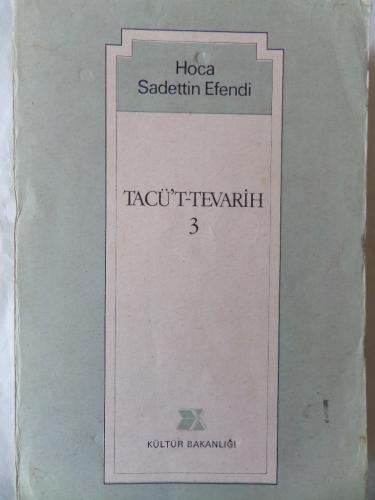 Hoca
Sadettin Efendi
TACÜ'T-TEVARİH
3
KÜLTÜR BAKANLIĞI